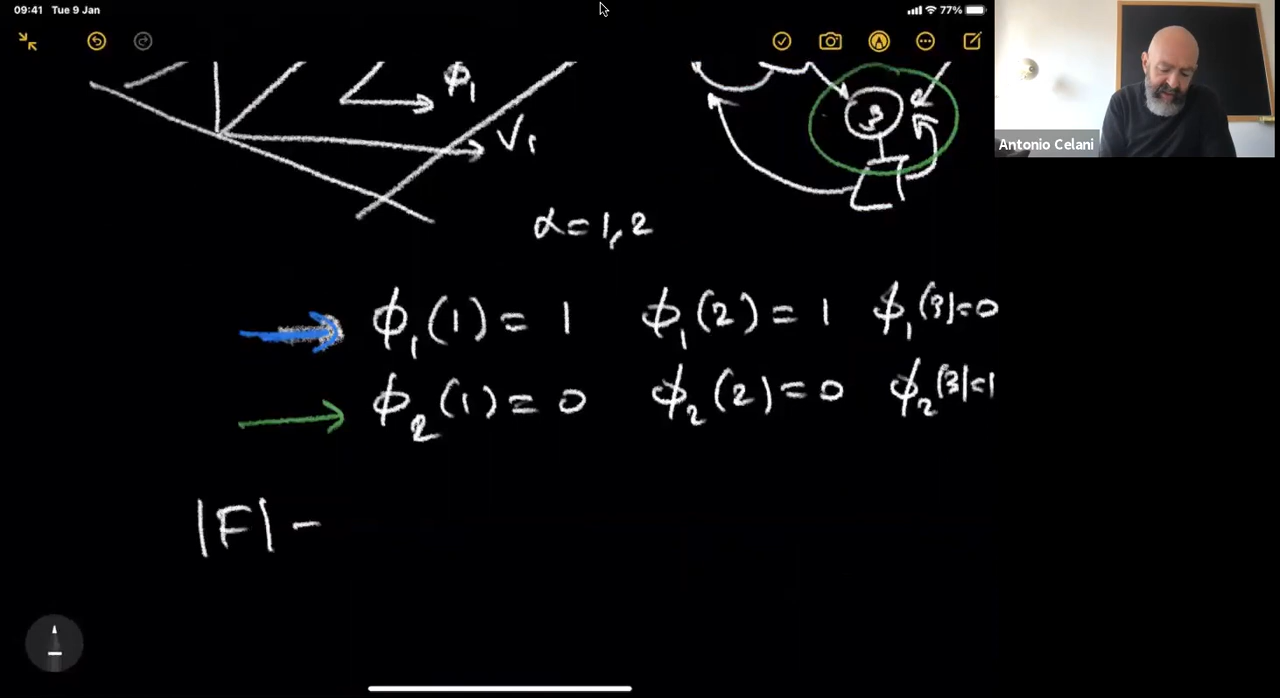 09:41 Tue 9 Jan 77%
Antonio Celani
ϕ₁
V₁
3
α = 1, 2
ϕ₁(1) = 1 ϕ₁(2) = 1 ϕ₁(3) = 0
ϕ₂(1) = 0 ϕ₂(2) = 0 ϕ₂(3) = 1
|F| –